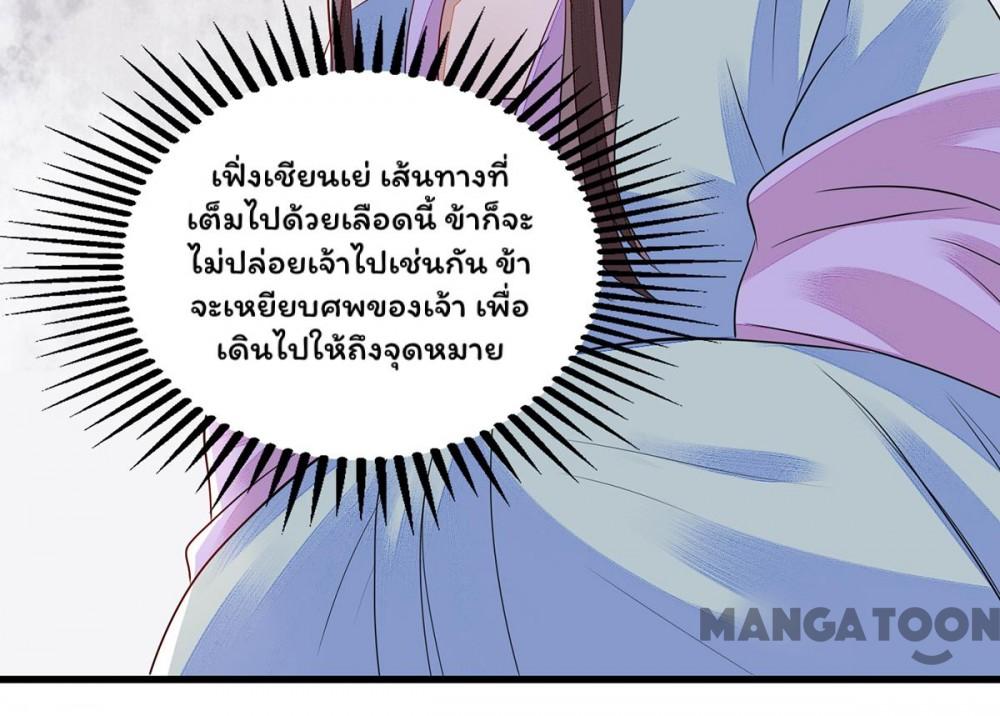 เฟิ่งเชียนเย่ เส้นทางที่
เต็มไปด้วยเลือดนี้ ข้าก็จะ
ไม่ปล่อยเจ้าไปเช่นกัน ข้า
จะเหยียบศพของเจ้า เพื่อ
เดินไปให้ถึงจุดหมาย
MANGATOON